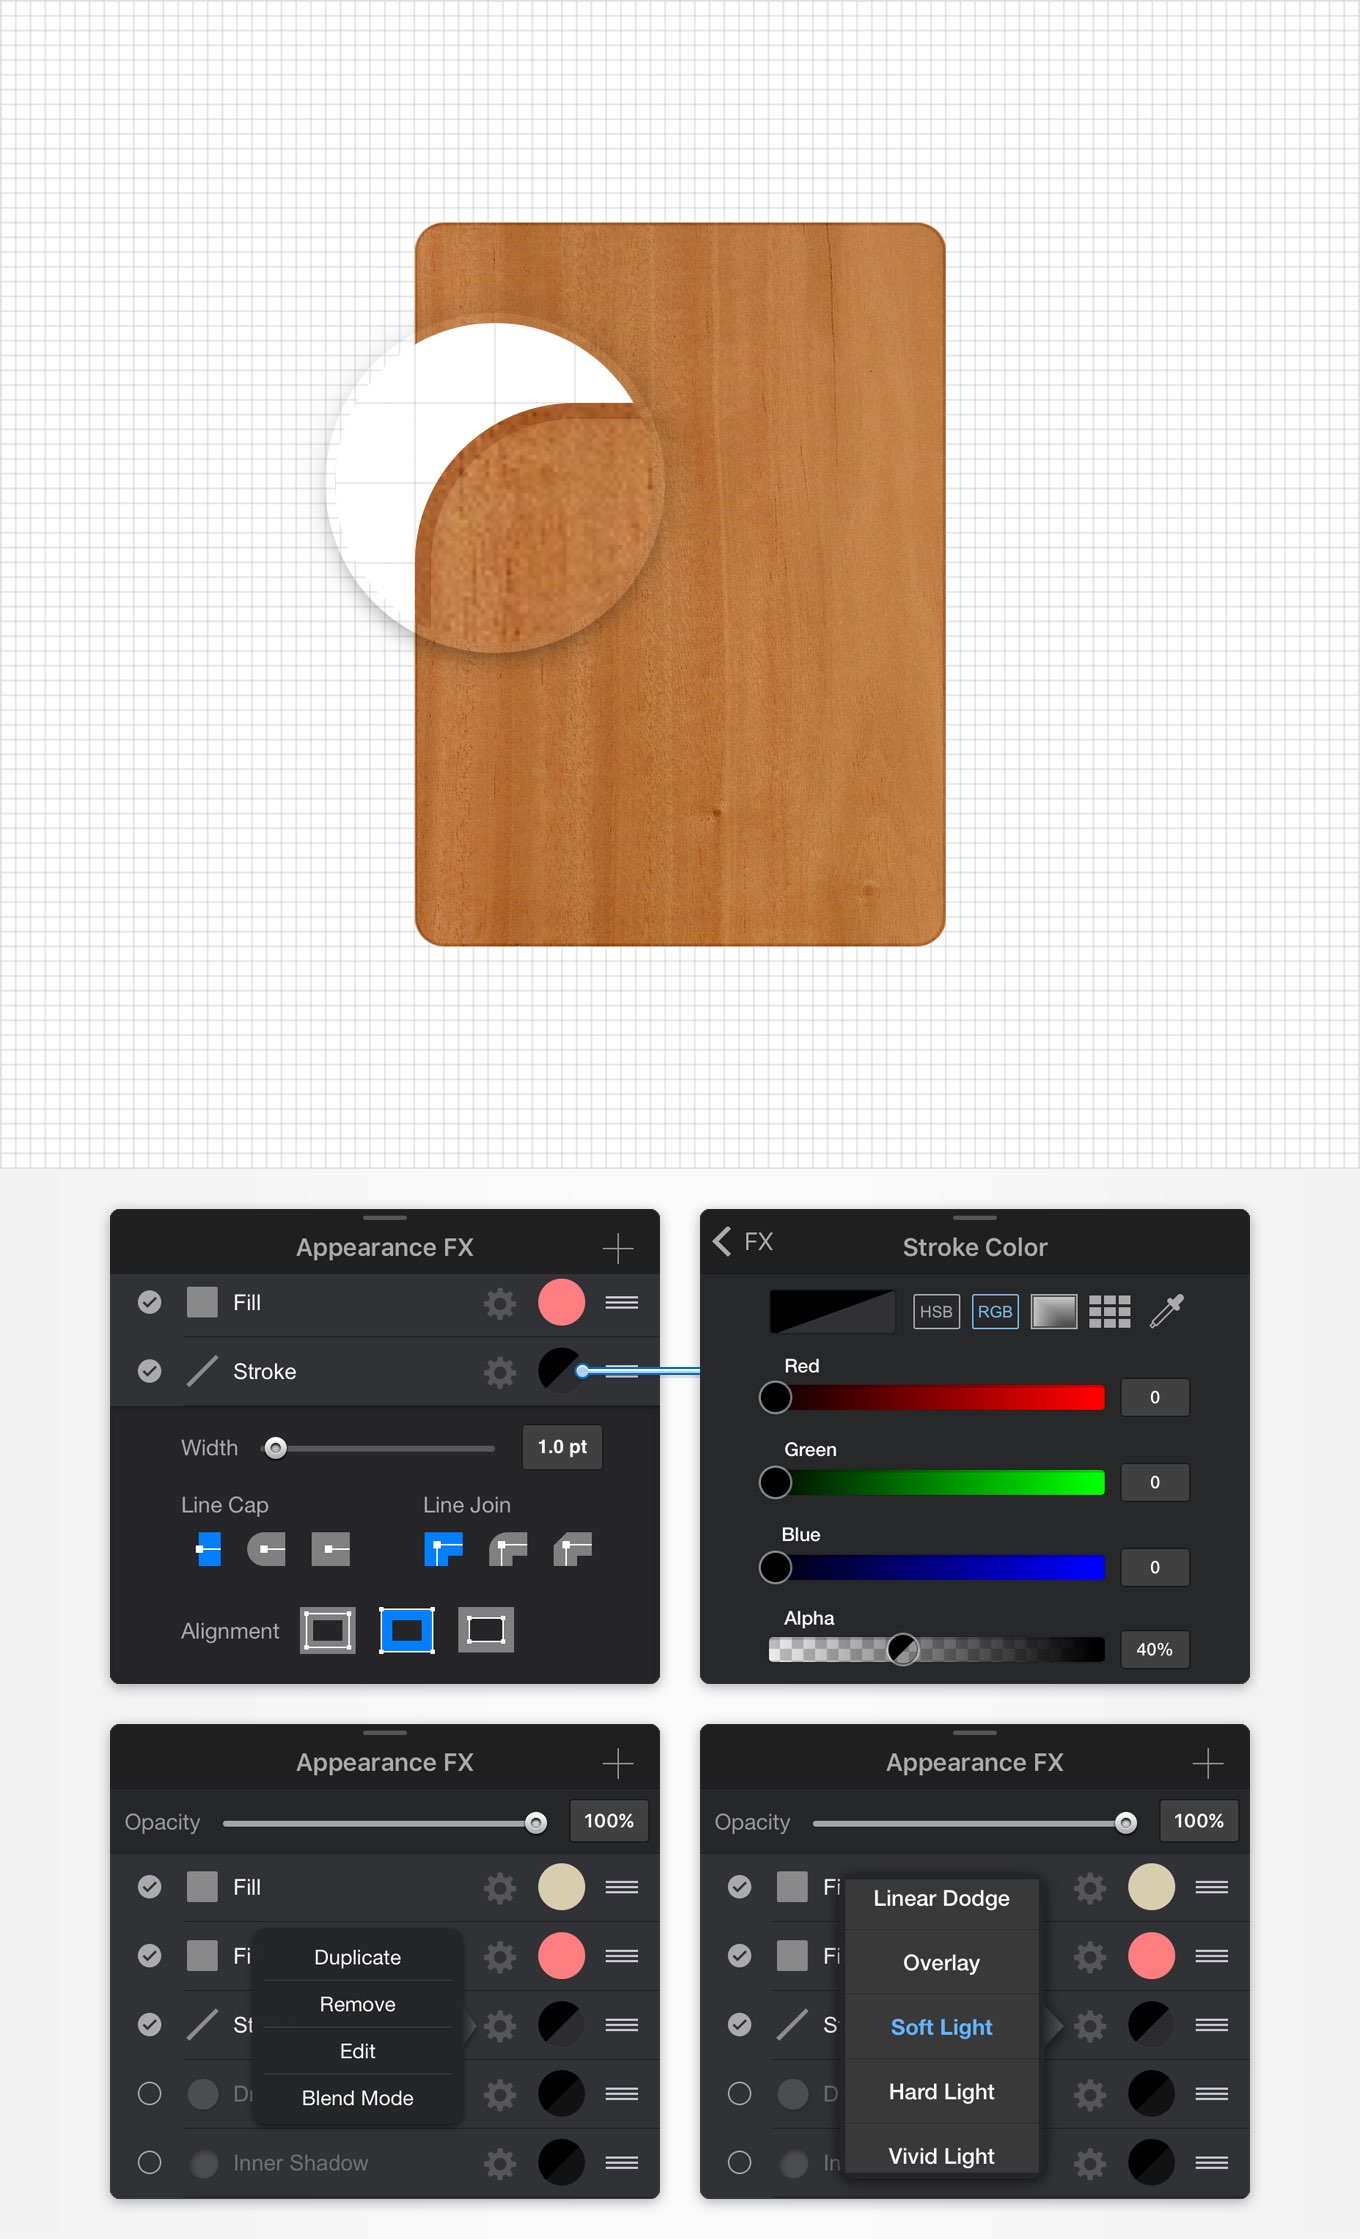 Appearance FX
Fill
Stroke
Width
1.0 pt
Line Cap
Line Join
Alignment
FX
Stroke Color
HSB
RGB
Red
0
Green
0
Blue
0
Alpha
40%
Appearance FX
Opacity
100%
Fill
Fi
St
Duplicate
Remove
Edit
Blend Mode
Inner Shadow
Appearance FX
Opacity
100%
Fi
Fi
S
D
In
Linear Dodge
Overlay
Soft Light
Hard Light
Vivid Light